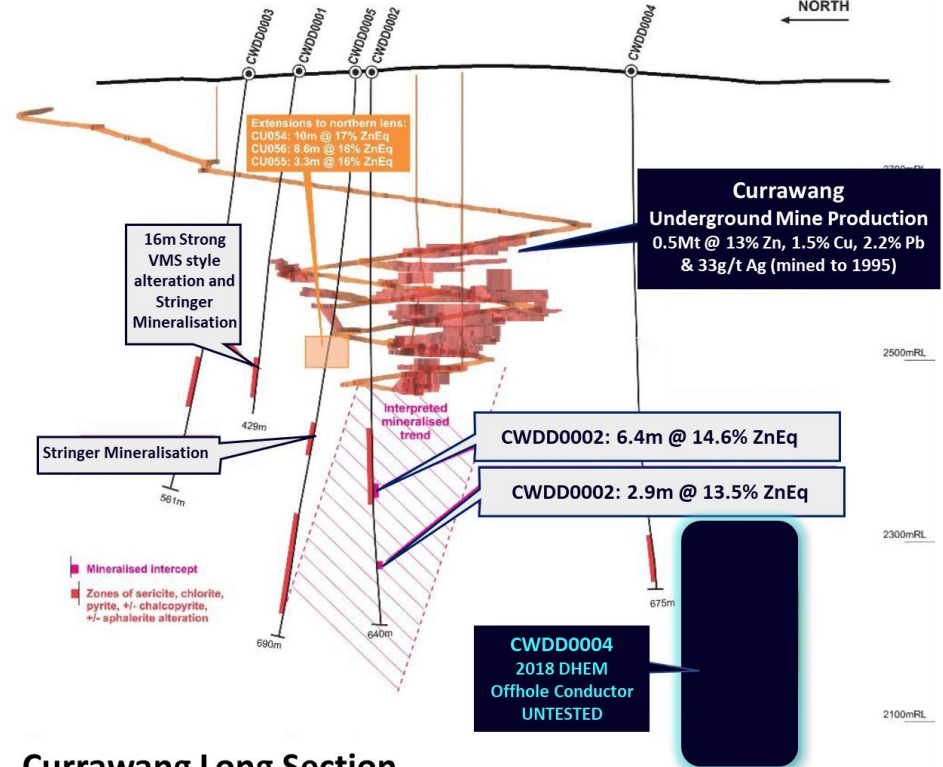 NORTH
CWDD0003
CWDD0001
CWDD0005
CWDD0002
CWDD0004
Extensions to northern lens:
CU054: 10m @ 17% ZnEq
CU056: 8.6m @ 16% ZnEq
CU055: 3.3m @ 16% ZnEq
Currawang
Underground Mine Production
0.5Mt @ 13% Zn, 1.5% Cu, 2.2% Pb
& 33g/t Ag (mined to 1995)
16m Strong
VMS style
alteration and
Stringer
Mineralisation
2500mRL
Interpreted
mineralised
trend
429m
CWDD0002: 6.4m @ 14.6% ZnEq
Stringer Mineralisation
CWDD0002: 2.9m @ 13.5% ZnEq
561m
2300mRL
Mineralised intercept
Zones of sericite, chlorite,
pyrite, +/- chalcopyrite,
+/- sphalerite alteration
675m
690m
640m
CWDD0004
2018 DHEM
Offhole Conductor
UNTESTED
2100mRL
Currawang Long Section